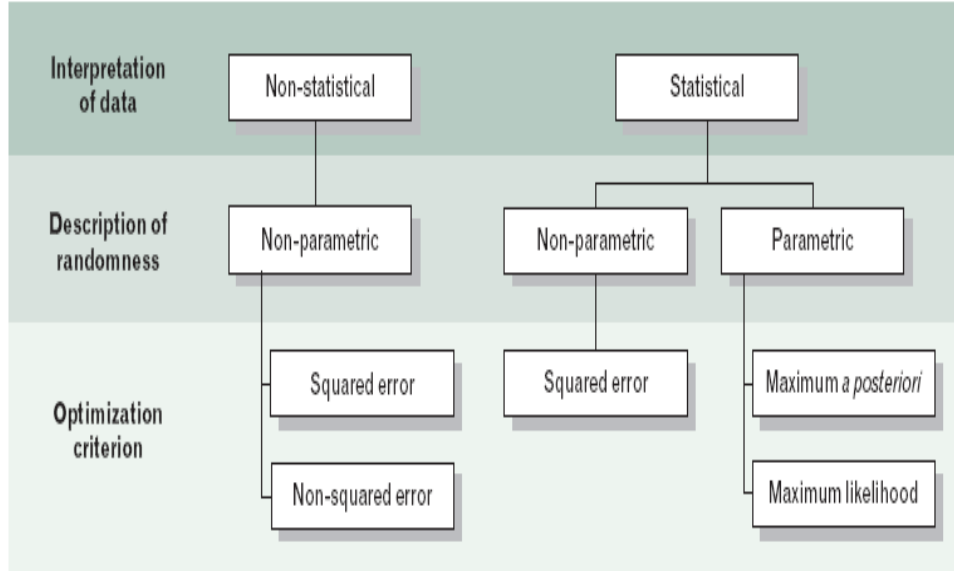 Interpretation
of data
Non-statistical
Statistical
Description of
randomness
Non-parametric
Non-parametric
Parametric
Optimization
criterion
Squared error
Squared error
Maximum a posteriori
Non-squared error
Maximum likelihood